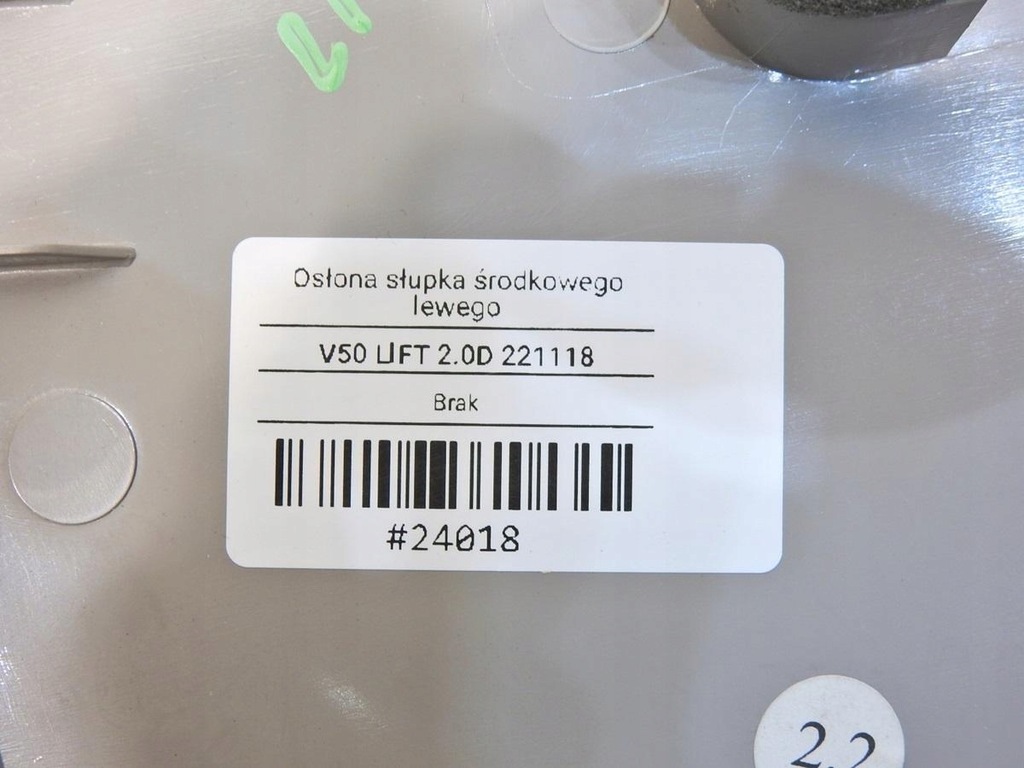 Osłona słupka środkowego
lewego
V50 LIFT 2.0D 221118
Brak
#24018
2.2